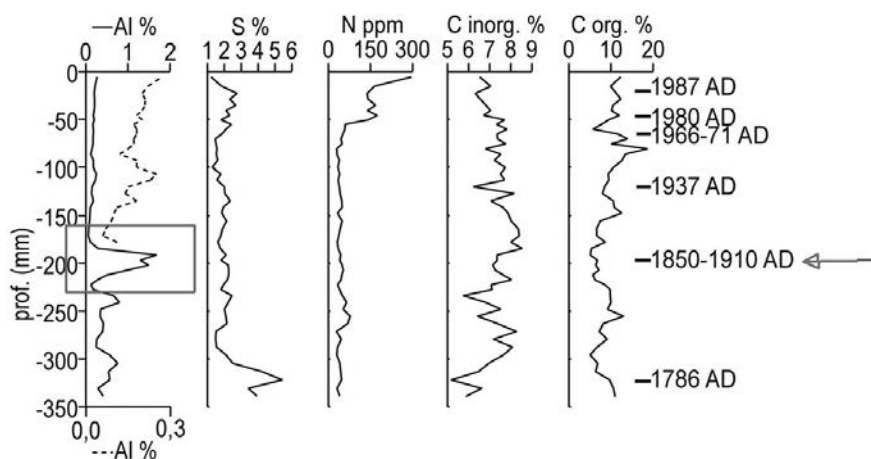 —Al %
S %
N ppm
C inorg. %
C org. %
0 1 2
1 2 3 4 5 6
0 150 300
5 6 7 8 9
0 10 20
prof. (mm)
0
-50
-100
-150
-200
-250
-300
-350
1987 AD
1980 AD
1966-71 AD
1937 AD
1850-1910 AD
1786 AD
0,0 0,3
---Al %